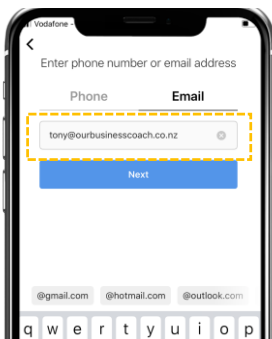 Vodafone
Enter phone number or email address
Phone Email
tony@ourbusinesscoach.co.nz
Next
@gmail.com @hotmail.com @outlook.com
q w e r t y u i o p